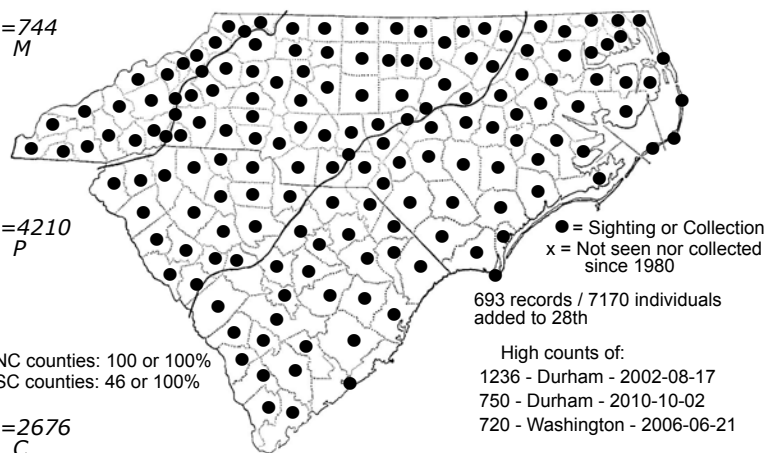 =744
M
=4210
P
● = Sighting or Collection
x = Not seen nor collected
since 1980
693 records / 7170 individuals
added to 28th
NC counties: 100 or 100%
SC counties: 46 or 100%
High counts of:
1236 - Durham - 2002-08-17
750 - Durham - 2010-10-02
720 - Washington - 2006-06-21
=2676
C